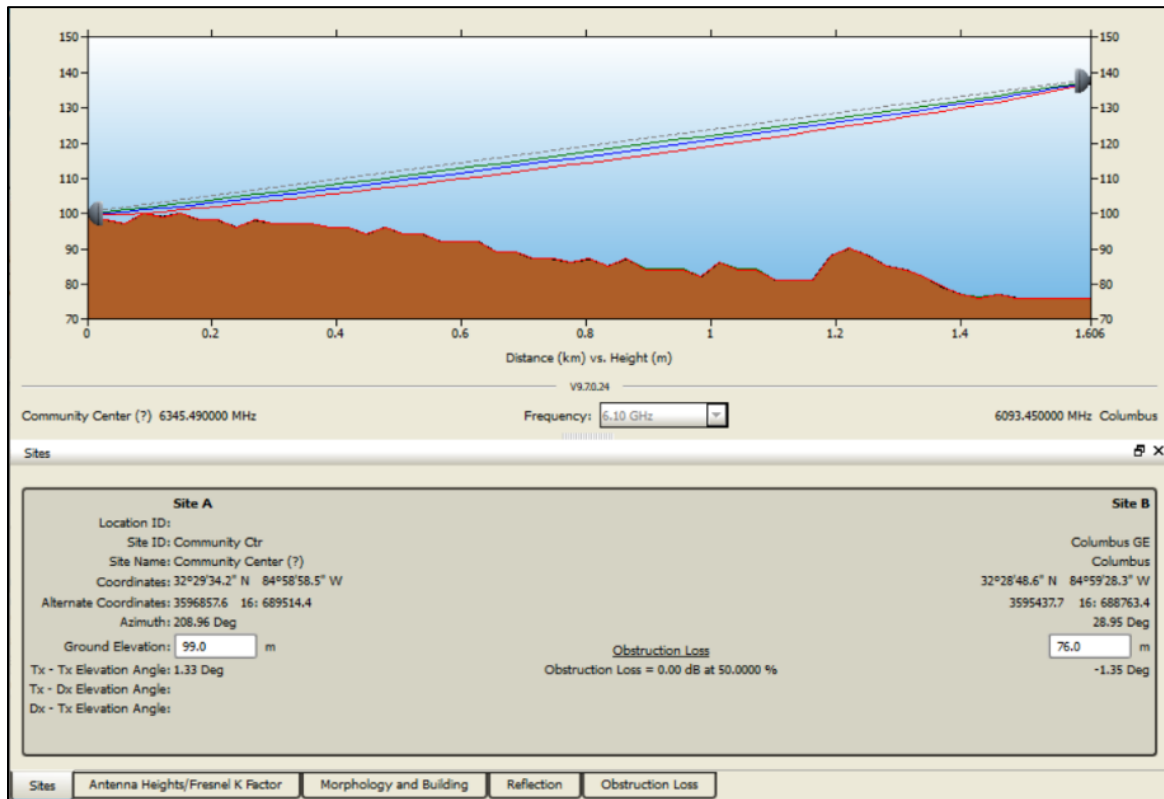 150 150
140 140
130 130
120 120
110 110
100 100
90 90
80 80
70 70
0 0.2 0.4 0.6 0.8 1 1.2 1.4 1.606
Distance (km) vs. Height (m)
V9.7.0.24
Community Center (?) 6345.490000 MHz Frequency: 6.10 GHz 6093.450000 MHz Columbus
Sites
Site A Site B
Location ID:
Site ID: Community Ctr Columbus GE
Site Name: Community Center (?) Columbus
Coordinates: 32°29'34.2" N 84°58'58.5" W 32°28'48.6" N 84°59'28.3" W
Alternate Coordinates: 3596857.6 16: 689514.4 3595437.7 16: 688763.4
Azimuth: 208.96 Deg 28.95 Deg
Ground Elevation: 99.0 m Obstruction Loss 76.0 m
Tx - Tx Elevation Angle: 1.33 Deg Obstruction Loss = 0.00 dB at 50.0000 % -1.35 Deg
Tx - Dx Elevation Angle:
Dx - Tx Elevation Angle:
Sites Antenna Heights/Fresnel K Factor Morphology and Building Reflection Obstruction Loss